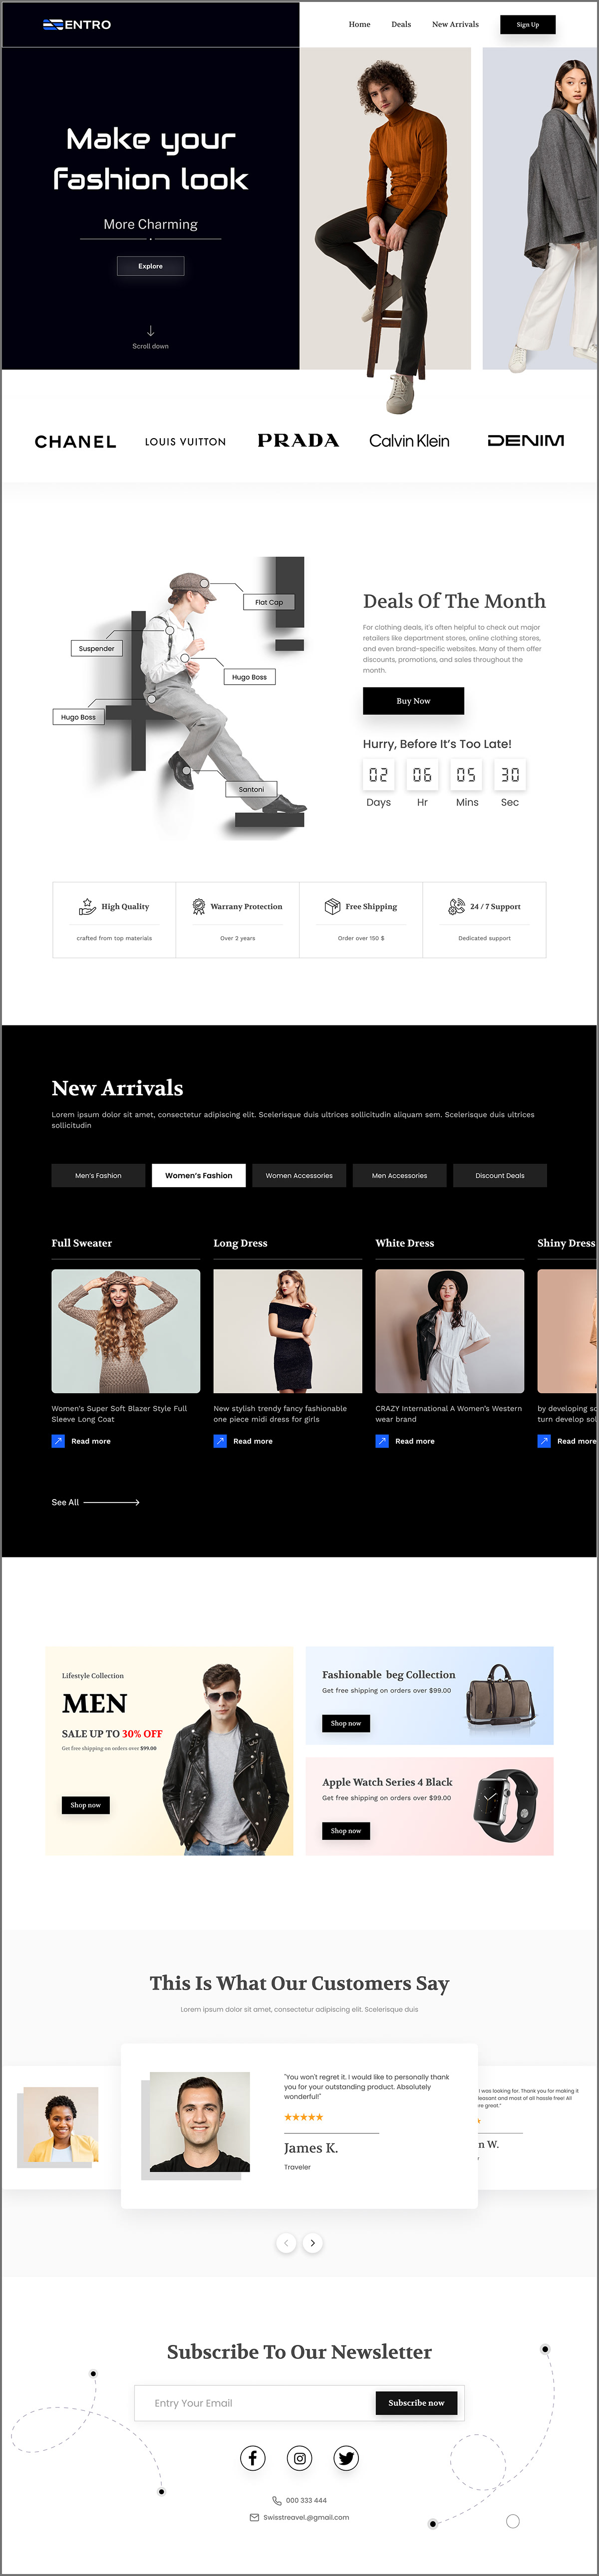 ENTRO
Home
Deals
New Arrivals
Sign Up
Make your
fashion look
More Charming
Explore
Scroll down
CHANEL
LOUIS VUITTON
PRADA
Calvin Klein
DENIM
Flat Cap
Suspender
Hugo Boss
Hugo Boss
Santoni
Deals Of The Month
For clothing deals, it's often helpful to check out major
retailers like department stores, online clothing stores,
and even brand-specific websites. Many of them offer
discounts, promotions, and sales throughout the
month.
Buy Now
Hurry, Before It's Too Late!
02 06 05 30
Days Hr Mins Sec
High Quality
crafted from top materials
Warrany Protection
Over 2 years
Free Shipping
Order over 150 $
24 / 7 Support
Dedicated support
New Arrivals
Lorem ipsum dolor sit amet, consectetur adipiscing elit. Scelerisque duis ultrices sollicitudin aliquam sem. Scelerisque duis ultrices
sollicitudin
Men's Fashion
Women's Fashion
Women Accessories
Men Accessories
Discount Deals
Full Sweater
Women's Super Soft Blazer Style Full
Sleeve Long Coat
Read more
Long Dress
New stylish trendy fancy fashionable
one piece midi dress for girls
Read more
White Dress
CRAZY International A Women's Western
wear brand
Read more
Shiny Dress
by developing
turn develop
Read more
See All
Lifestyle Collection
MEN
SALE UP TO 30% OFF
Get free shipping on orders over $99.00
Shop now
Fashionable beg Collection
Get free shipping on orders over $99.00
Shop now
Apple Watch Series 4 Black
Get free shipping on orders over $99.00
Shop now
This Is What Our Customers Say
Lorem ipsum dolor sit amet, consectetur adipiscing elit. Scelerisque duis
"You won't regret it. I would like to personally thank
you for your outstanding product. Absolutely
wonderful!"
James K.
Traveler
I was looking for. Thank you for making it
leasant and most of all hassle free! All
re great."
n W.
Subscribe To Our Newsletter
Entry Your Email
Subscribe now
000 333 444
Swisstreavel.@gmail.com